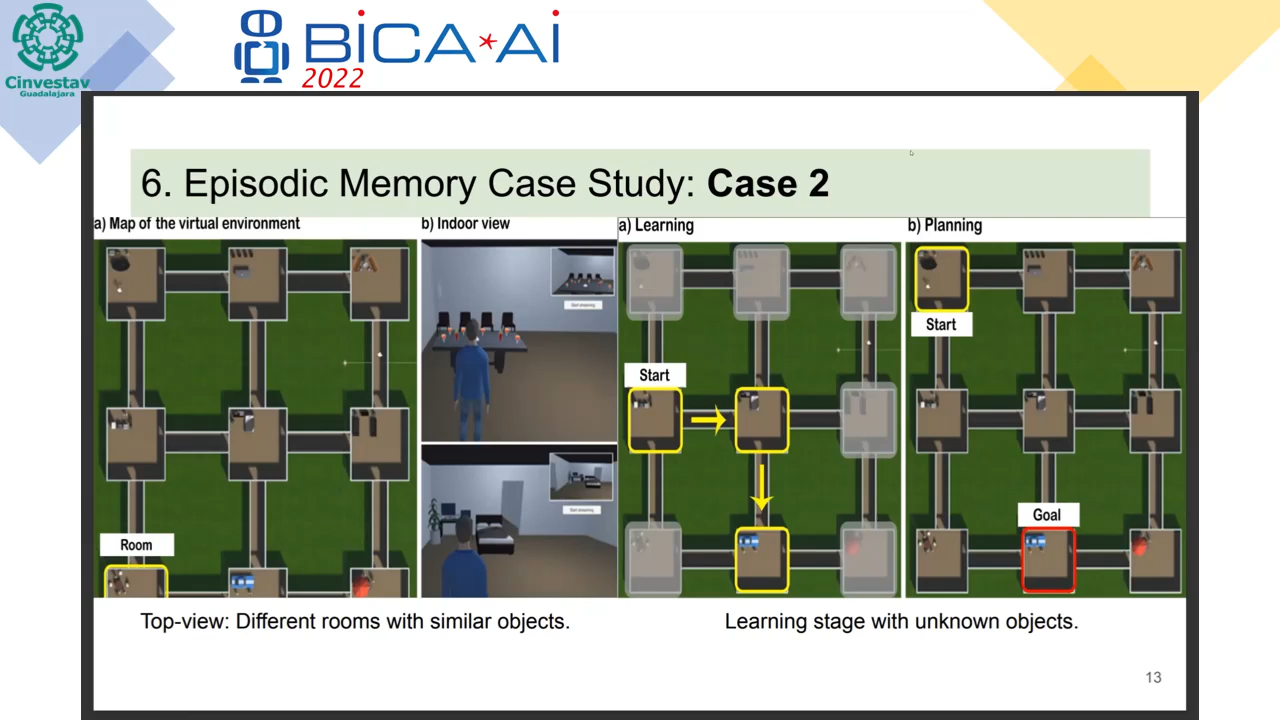 Cinvestav
Guadalajara
BiCA*Ai
2022
6. Episodic Memory Case Study: Case 2
a) Map of the virtual environment
b) Indoor view
a) Learning
b) Planning
Start
Start
Goal
Room
Top-view: Different rooms with similar objects.
Learning stage with unknown objects.
13